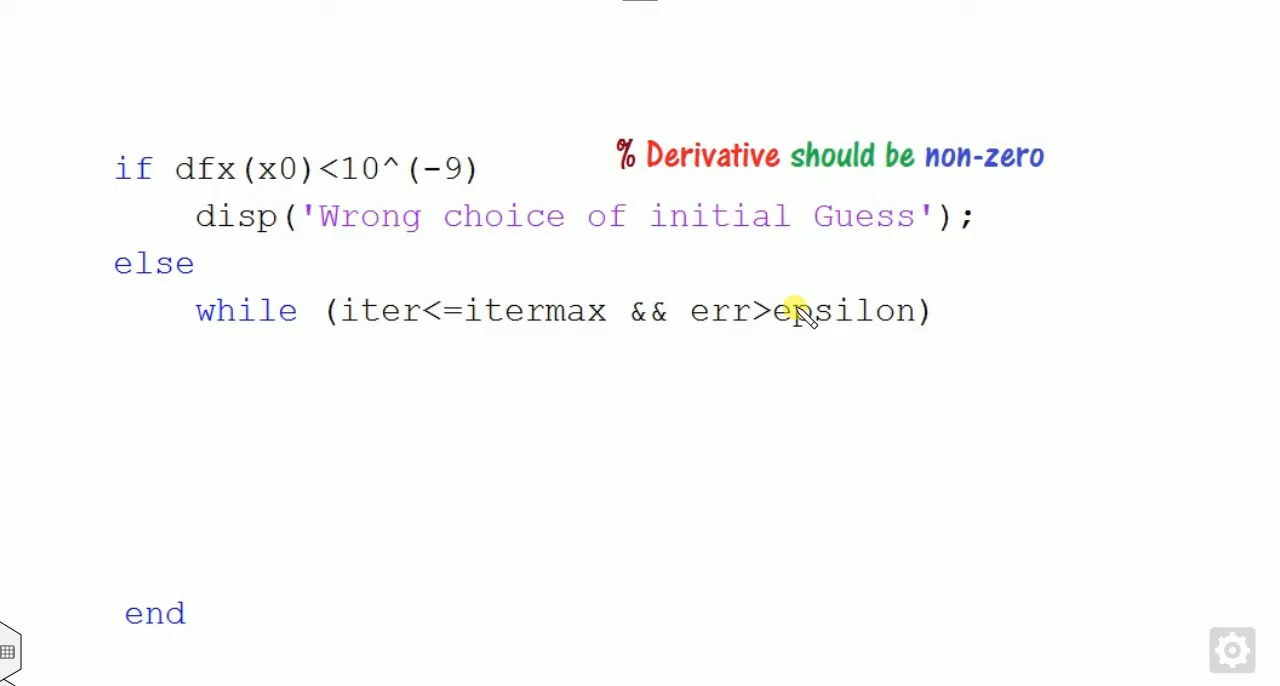 if dfx(x0)<10^(-9) % Derivative should be non-zero
disp('Wrong choice of initial Guess');
else
while (iter<=itermax && err>epsilon)
end